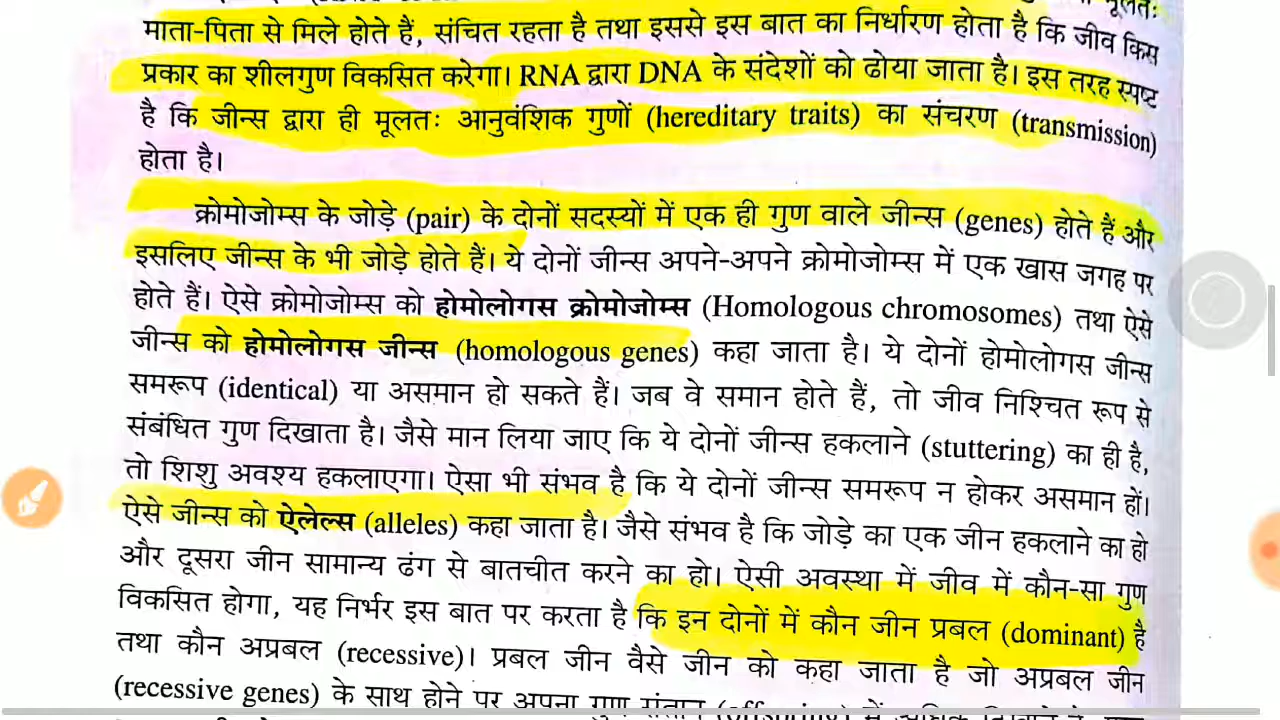 मूलतः
माता-पिता से मिले होते हैं, संचित रहता है तथा इससे इस बात का निर्धारण होता है कि जीव किस
प्रकार का शीलगुण विकसित करेगा। RNA द्वारा DNA के संदेशों को ढोया जाता है। इस तरह स्पष्ट
है कि जीन्स द्वारा ही मूलतः आनुवंशिक गुणों (hereditary traits) का संचरण (transmission)
होता है।
क्रोमोजोम्स के जोड़े (pair) के दोनों सदस्यों में एक ही गुण वाले जीन्स (genes) होते हैं और
इसलिए जीन्स के भी जोड़े होते हैं। ये दोनों जीन्स अपने-अपने क्रोमोजोम्स में एक खास जगह पर
होते हैं। ऐसे क्रोमोजोम्स को होमोलोगस क्रोमोजोम्स (Homologous chromosomes) तथा ऐसे
जीन्स को होमोलोगस जीन्स (homologous genes) कहा जाता है। ये दोनों होमोलोगस जीन्स
समरूप (identical) या असमान हो सकते हैं। जब वे समान होते हैं, तो जीव निश्चित रूप से
संबंधित गुण दिखाता है। जैसे मान लिया जाए कि ये दोनों जीन्स हकलाने (stuttering) का ही है,
तो शिशु अवश्य हकलाएगा। ऐसा भी संभव है कि ये दोनों जीन्स समरूप न होकर असमान हों।
ऐसे जीन्स को ऐलेल्स (alleles) कहा जाता है। जैसे संभव है कि जोड़े का एक जीन हकलाने का हो
और दूसरा जीन सामान्य ढंग से बातचीत करने का हो। ऐसी अवस्था में जीव में कौन-सा गुण
विकसित होगा, यह निर्भर इस बात पर करता है कि इन दोनों में कौन जीन प्रबल (dominant) है
तथा कौन अप्रबल (recessive)। प्रबल जीन वैसे जीन को कहा जाता है जो अप्रबल जीन
(recessive genes) के साथ होने पर अपना गुण संतान (offspring) में